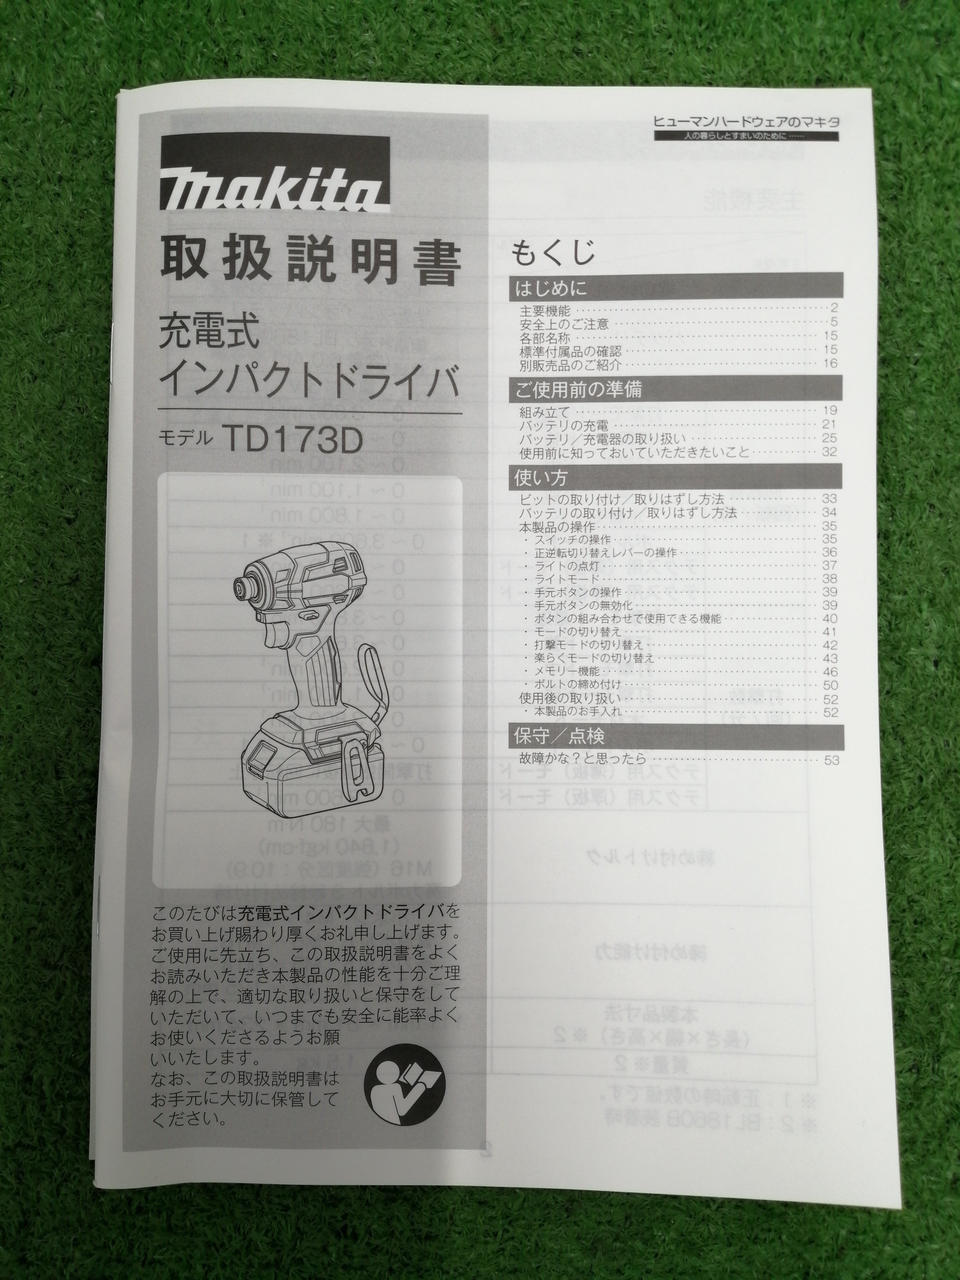 makita
取扱説明書
充電式
インパクトドライバ
モデル TD173D
このたびは充電式インパクトドライバを
お買い上げ賜わり厚くお礼申し上げます。
ご使用に先立ち、この取扱説明書をよく
お読みいただき本製品の性能を十分ご理
解の上で、適切な取り扱いと保守をして
いただいて、いつまでも安全に能率よく
お使いくださるようお願
いいたします。
なお、この取扱説明書は
お手元に大切に保管して
ください。
ヒューマンハードウェアのマキタ
人の暮らしとすまいのために……
もくじ
はじめに
主要機能 2
安全上のご注意 5
各部名称 15
標準付属品の確認 15
別販売品のご紹介 16
ご使用前の準備
組み立て 19
バッテリの充電 21
バッテリ／充電器の取り扱い 25
使用前に知っておいていただきたいこと 32
使い方
ビットの取り付け／取りはずし方法 33
バッテリの取り付け／取りはずし方法 34
本製品の操作 35
・スイッチの操作 35
・正逆転切り替えレバーの操作 36
・ライトの点灯 37
・ライトモード 38
・手元ボタンの操作 39
・手元ボタンの無効化 39
・ボタンの組み合わせで使用できる機能 40
・モードの切り替え 41
・打撃モードの切り替え 42
・楽らくモードの切り替え 43
・メモリー機能 46
・ボルトの締め付け 50
使用後の取り扱い 52
・本製品のお手入れ 52
保守／点検
故障かな？と思ったら 53